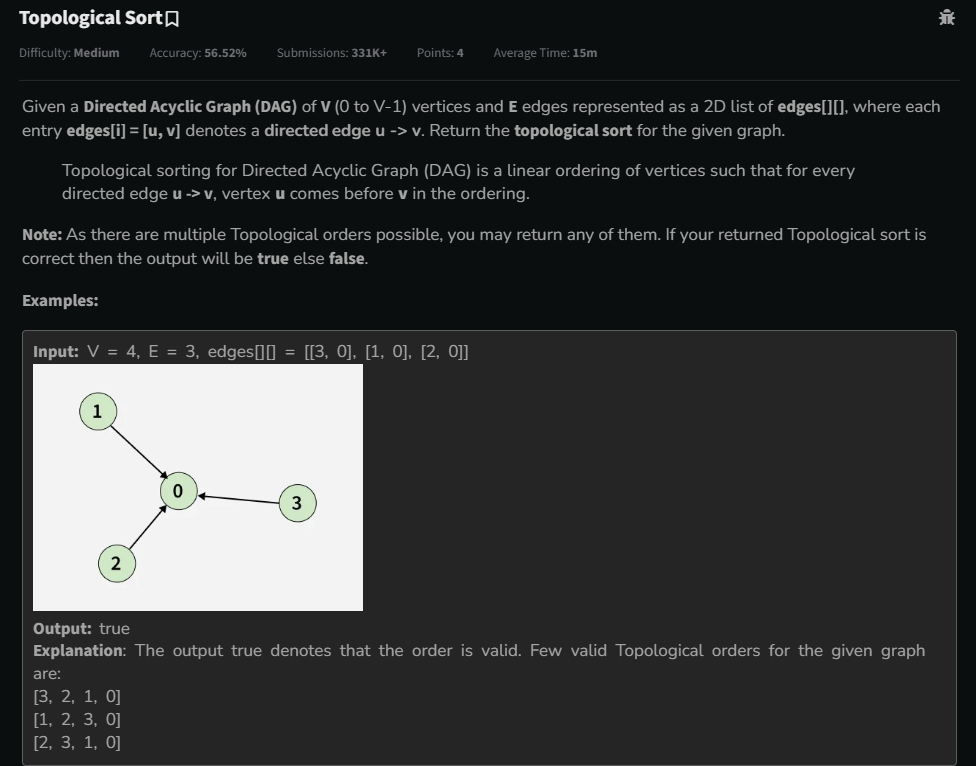 Topological Sort
Difficulty: Medium Accuracy: 56.52% Submissions: 331K+ Points: 4 Average Time: 15m
Given a Directed Acyclic Graph (DAG) of V (0 to V-1) vertices and E edges represented as a 2D list of edges[][], where each
entry edges[i] = [u, v] denotes a directed edge u -> v. Return the topological sort for the given graph.
Topological sorting for Directed Acyclic Graph (DAG) is a linear ordering of vertices such that for every
directed edge u -> v, vertex u comes before v in the ordering.
Note: As there are multiple Topological orders possible, you may return any of them. If your returned Topological sort is
correct then the output will be true else false.
Examples:
Input: V = 4, E = 3, edges[][] = [[3, 0], [1, 0], [2, 0]]
1
0
3
2
Output: true
Explanation: The output true denotes that the order is valid. Few valid Topological orders for the given graph
are:
[3, 2, 1, 0]
[1, 2, 3, 0]
[2, 3, 1, 0]